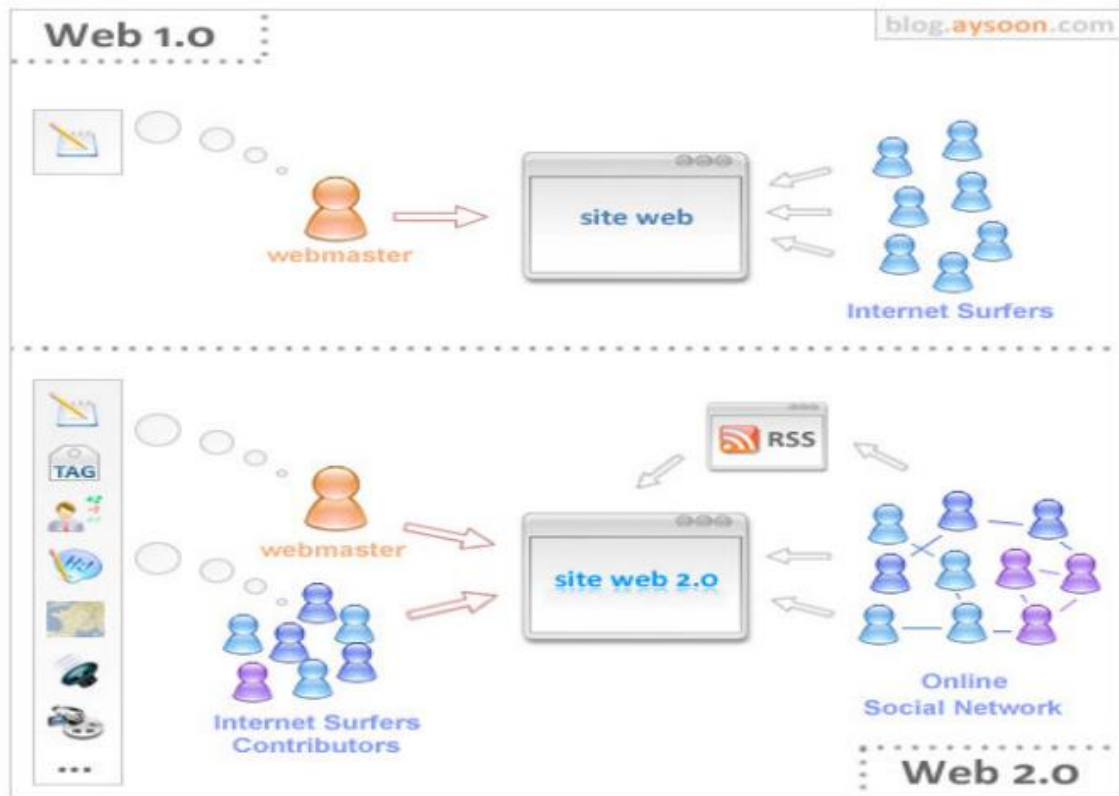 Web 1.0
blog.aysoon.com
site web
webmaster
Internet Surfers
TAG
RSS
webmaster
site web 2.0
Internet Surfers
Contributors
Online
Social Network
...
Web 2.0